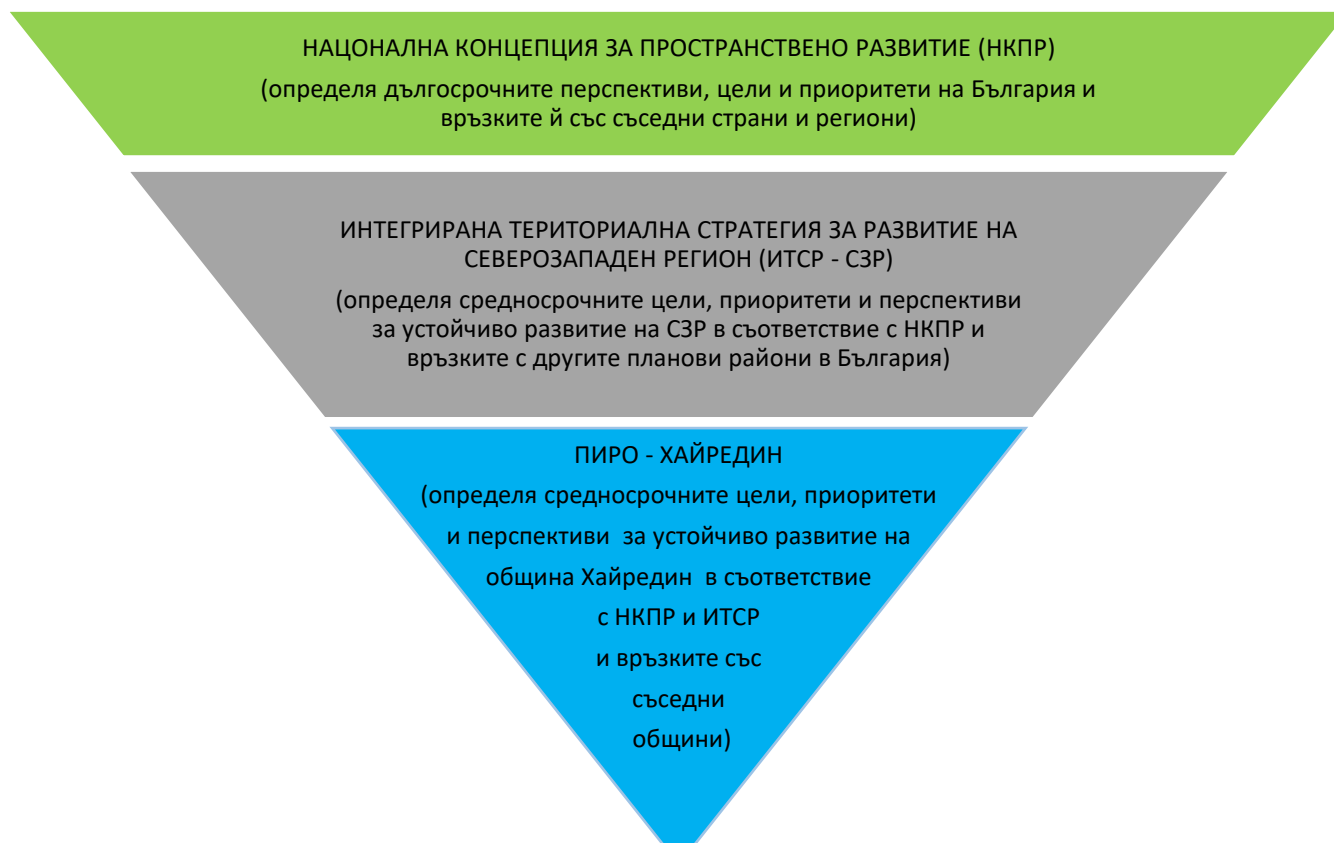 НАЦОНАЛНА КОНЦЕПЦИЯ ЗА ПРОСТРАНСТВЕНО РАЗВИТИЕ (НКПР)
(определя дългосрочните перспективи, цели и приоритети на България и
връзките ѝ със съседни страни и региони)
ИНТЕГРИРАНА ТЕРИТОРИАЛНА СТРАТЕГИЯ ЗА РАЗВИТИЕ НА
СЕВЕРОЗАПАДЕН РЕГИОН (ИТСР - СЗР)
(определя средносрочните цели, приоритети и перспективи
за устойчиво развитие на СЗР в съответствие с НКПР и
връзките с другите планови райони в България)
ПИРО - ХАЙРЕДИН
(определя средносрочните цели, приоритети
и перспективи за устойчиво развитие на
община Хайредин в съответствие
с НКПР и ИТСР
и връзките със
съседни
общини)